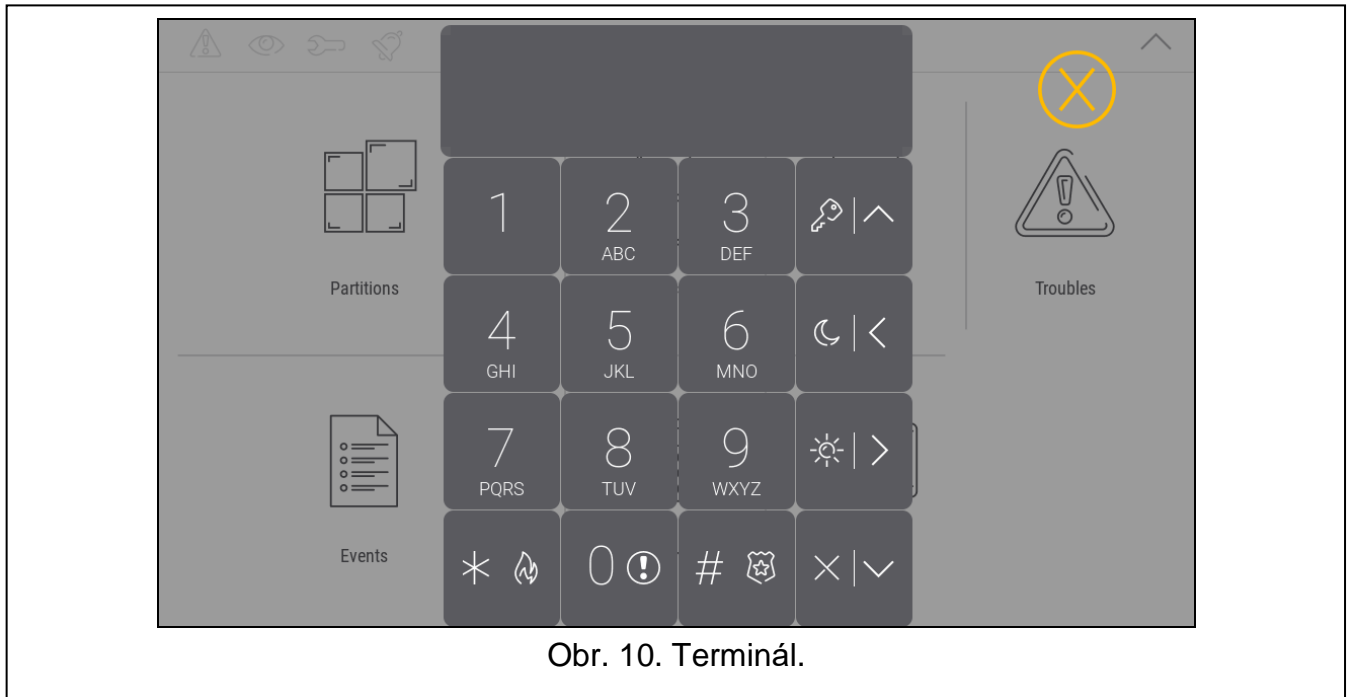 1
2
3
ABC
DEF
Partitions
Troubles
4
5
6
GHI
JKL
MNO
7
8
9
PQRS
TUV
WXYZ
Events
* 0 #
Obr. 10. Terminál.